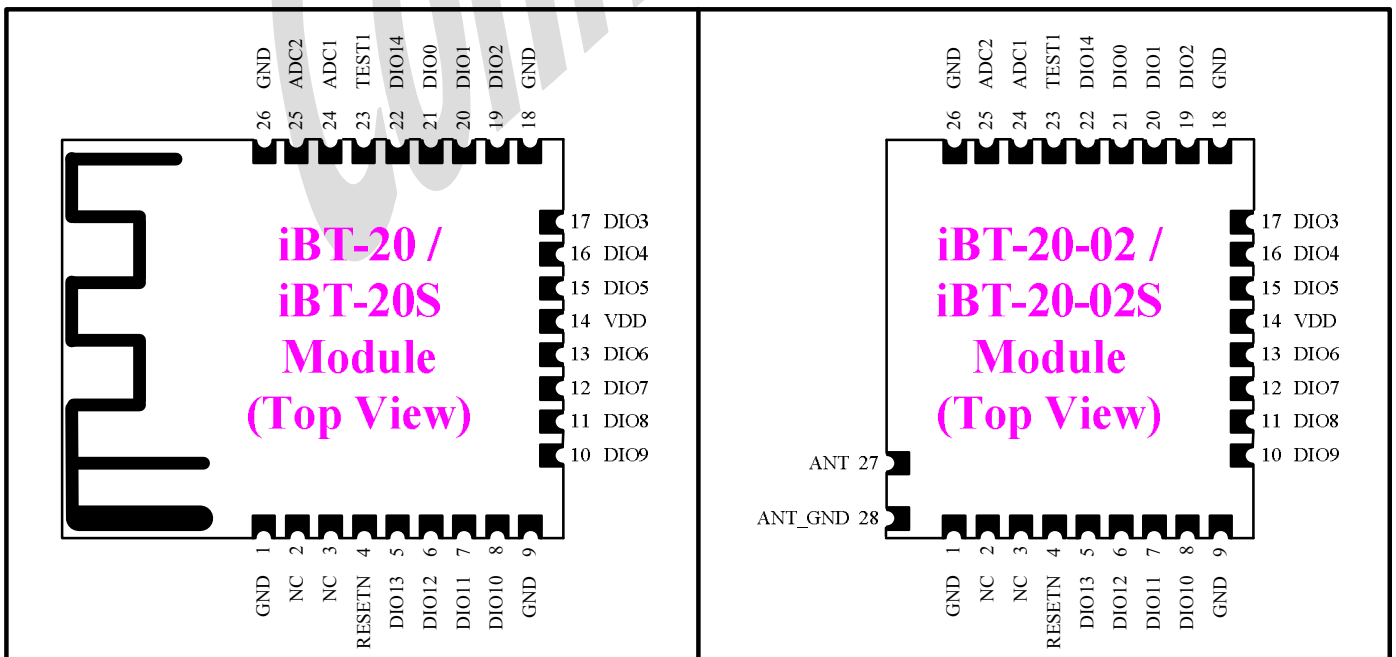 GND ADC2 ADC1 TEST1 DIO14 DIO0 DIO1 DIO2 GND
26 25 24 23 22 21 20 19 18
iBT-20 /
iBT-20S
Module
(Top View)
17 DIO3
16 DIO4
15 DIO5
14 VDD
13 DIO6
12 DIO7
11 DIO8
10 DIO9
1 2 3 4 5 6 7 8 9
GND NC NC RESETN DIO13 DIO12 DIO11 DIO10 GND
GND ADC2 ADC1 TEST1 DIO14 DIO0 DIO1 DIO2 GND
26 25 24 23 22 21 20 19 18
iBT-20-02 /
iBT-20-02S
Module
(Top View)
17 DIO3
16 DIO4
15 DIO5
14 VDD
13 DIO6
12 DIO7
11 DIO8
10 DIO9
ANT 27
ANT_GND 28
1 2 3 4 5 6 7 8 9
GND NC NC RESETN DIO13 DIO12 DIO11 DIO10 GND